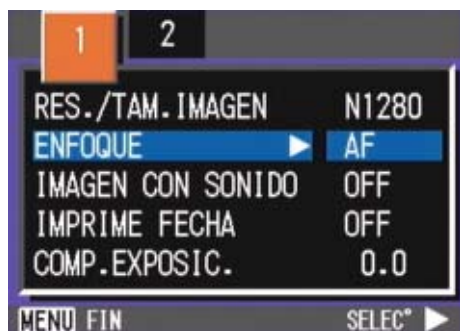 1 2
RES./TAM.IMAGEN N1280
ENFOQUE ▶ AF
IMAGEN CON SONIDO OFF
IMPRIME FECHA OFF
COMP.EXPOSIC. 0.0
MENU FIN SELEC° ▶